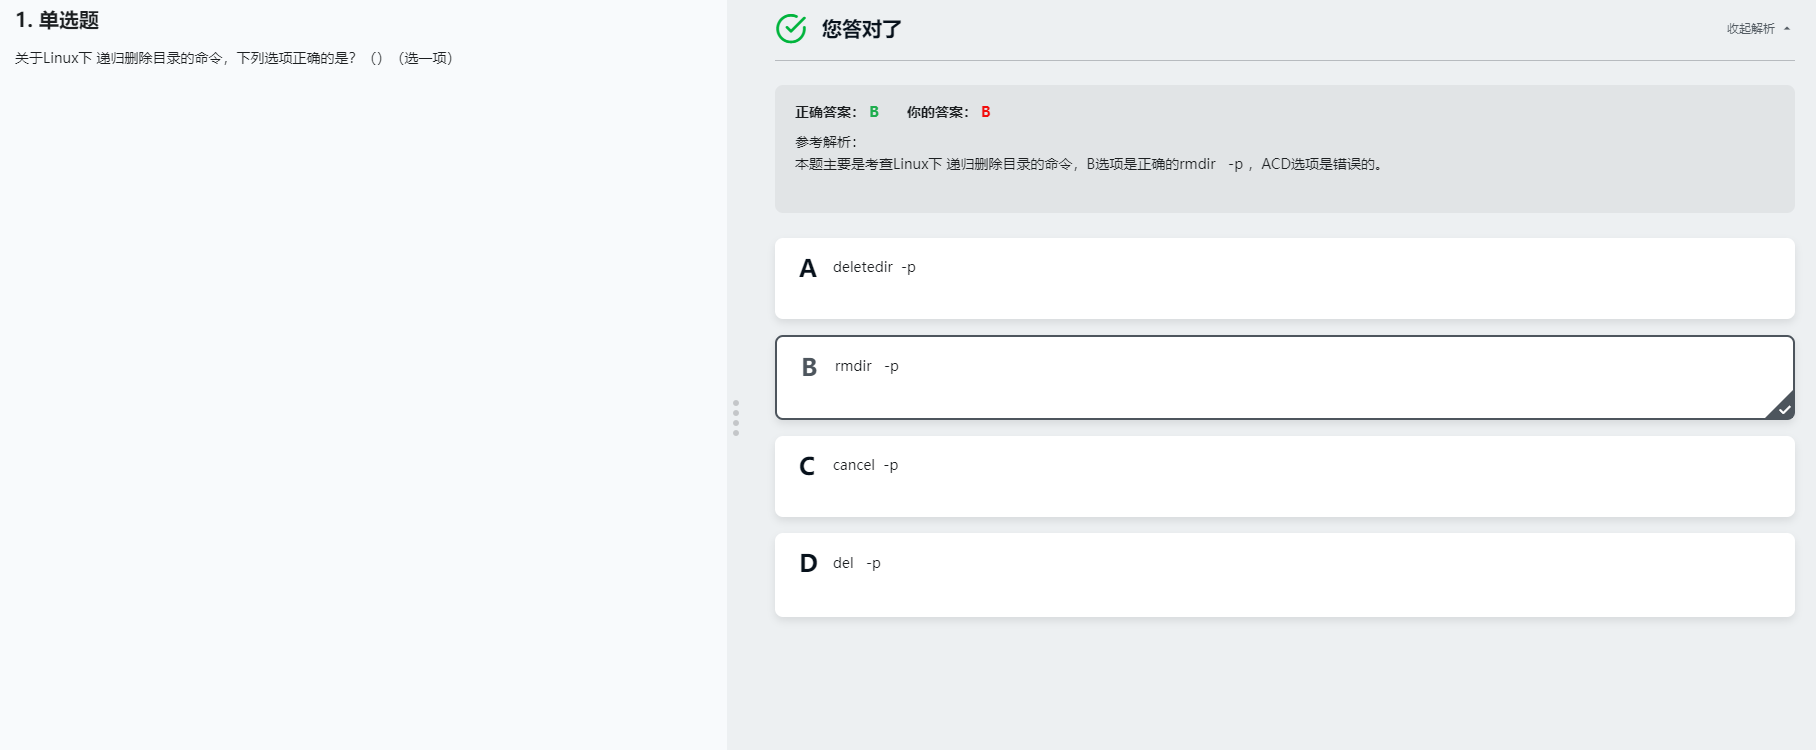 1. 单选题
关于Linux下 递归删除目录的命令，下列选项正确的是？（）（选一项）
您答对了
收起解析
正确答案： B 你的答案： B
参考解析：
本题主要是考查Linux下 递归删除目录的命令，B选项是正确的rmdir -p ，ACD选项是错误的。
A deletedir -p
B rmdir -p
C cancel -p
D del -p